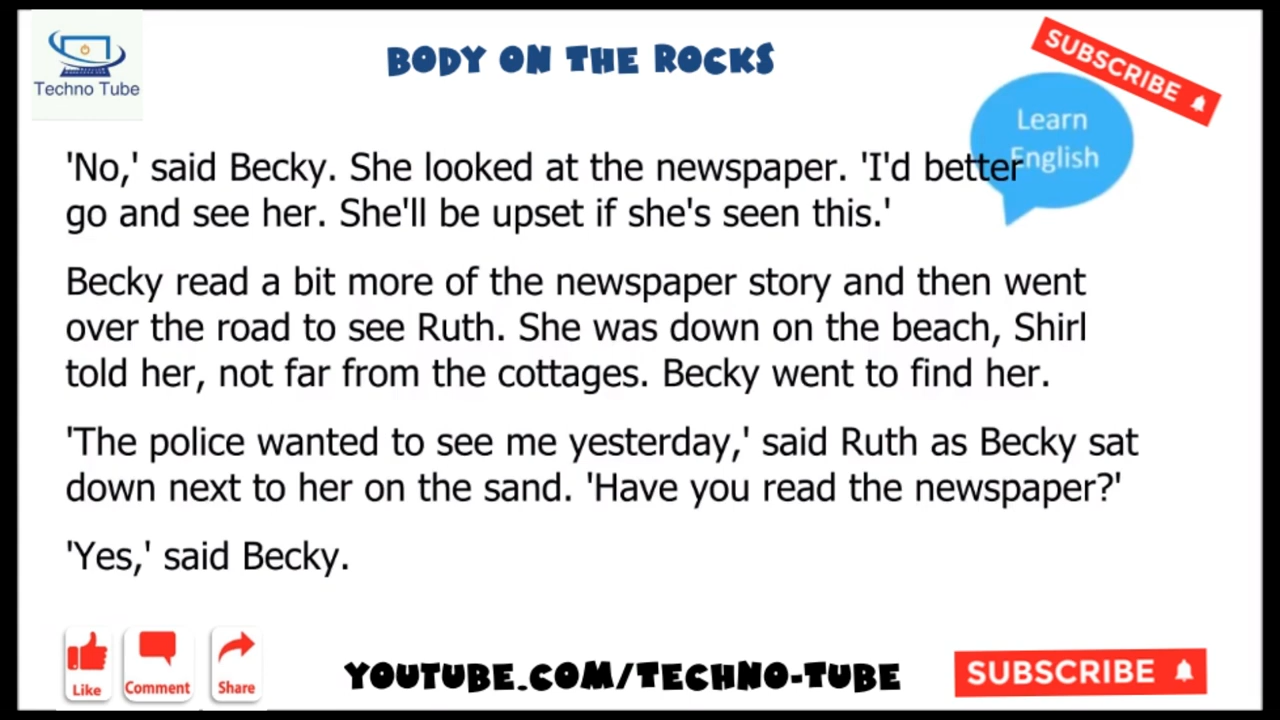 Techno Tube
BODY ON THE ROCKS
SUBSCRIBE
Learn
English
'No,' said Becky. She looked at the newspaper. 'I'd better
go and see her. She'll be upset if she's seen this.'
Becky read a bit more of the newspaper story and then went
over the road to see Ruth. She was down on the beach, Shirl
told her, not far from the cottages. Becky went to find her.
'The police wanted to see me yesterday,' said Ruth as Becky sat
down next to her on the sand. 'Have you read the newspaper?'
'Yes,' said Becky.
Like
Comment
Share
YOUTUBE.COM/TECHNO-TUBE
SUBSCRIBE